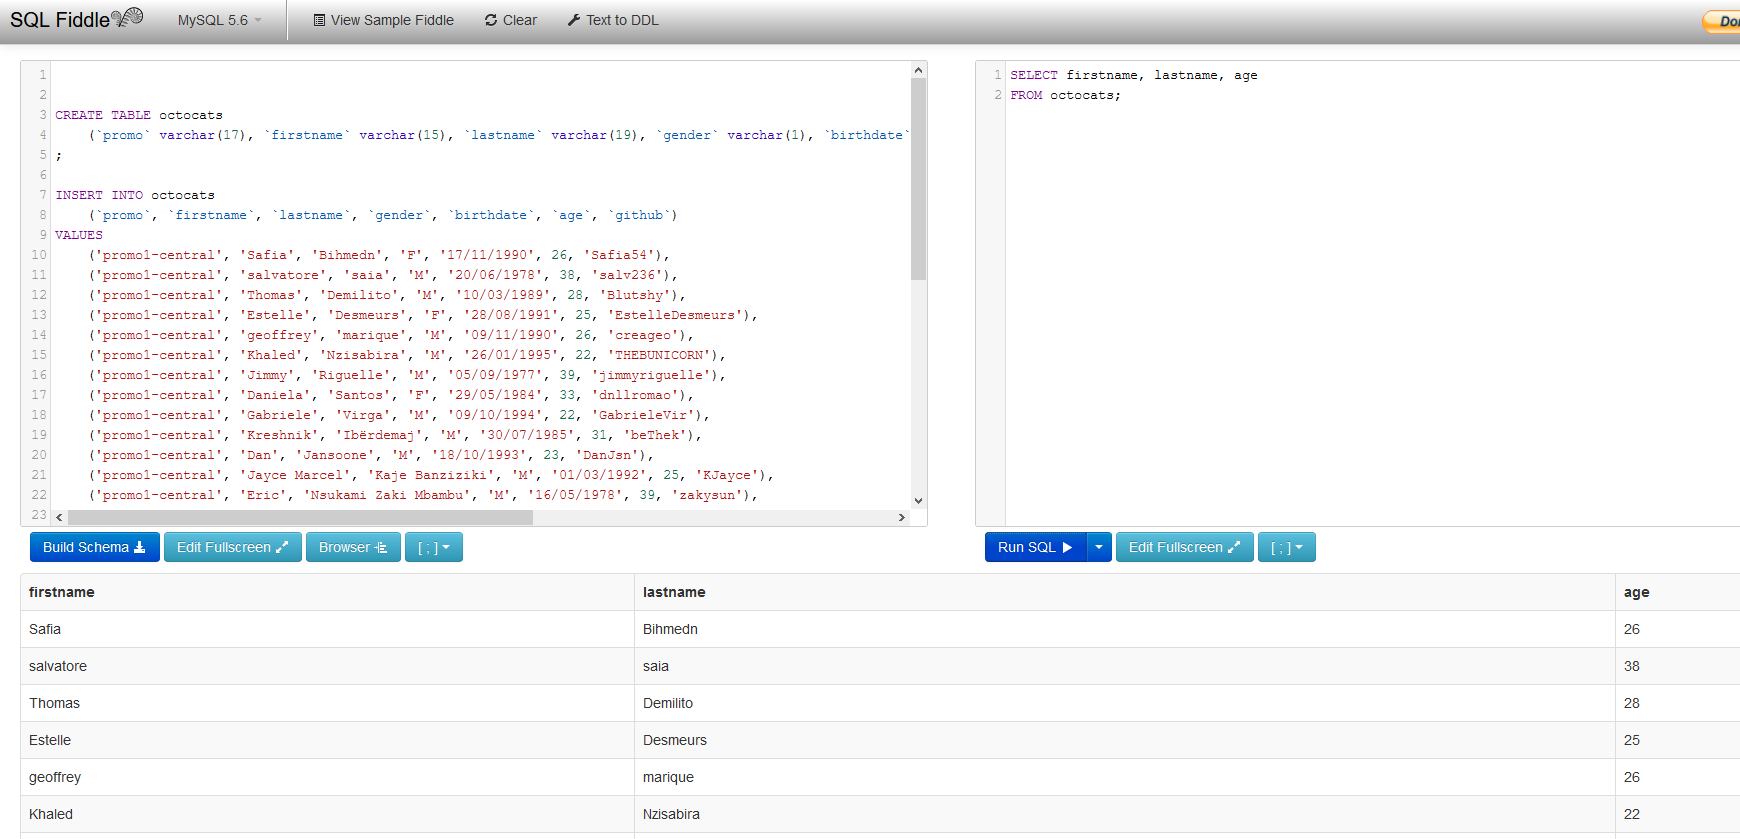 SQL Fiddle MySQL 5.6 View Sample Fiddle Clear Text to DDL
1
2
3 CREATE TABLE octocats
4 (`promo` varchar(17), `firstname` varchar(15), `lastname` varchar(19), `gender` varchar(1), `birthdate`
5 ;
6
7 INSERT INTO octocats
8 (`promo`, `firstname`, `lastname`, `gender`, `birthdate`, `age`, `github`)
9 VALUES
10 ('promo1-central', 'Safia', 'Bihmedn', 'F', '17/11/1990', 26, 'Safia54'),
11 ('promo1-central', 'salvatore', 'saia', 'M', '20/06/1978', 38, 'salv236'),
12 ('promo1-central', 'Thomas', 'Demilito', 'M', '10/03/1989', 28, 'Blutshy'),
13 ('promo1-central', 'Estelle', 'Desmeurs', 'F', '28/08/1991', 25, 'EstelleDesmeurs'),
14 ('promo1-central', 'geoffrey', 'marique', 'M', '09/11/1990', 26, 'creageo'),
15 ('promo1-central', 'Khaled', 'Nzisabira', 'M', '26/01/1995', 22, 'THEBUNICORN'),
16 ('promo1-central', 'Jimmy', 'Riguelle', 'M', '05/09/1977', 39, 'jimmyriguelle'),
17 ('promo1-central', 'Daniela', 'Santos', 'F', '29/05/1984', 33, 'dnllromao'),
18 ('promo1-central', 'Gabriele', 'Virga', 'M', '09/10/1994', 22, 'GabrieleVir'),
19 ('promo1-central', 'Kreshnik', 'Ibërdemaj', 'M', '30/07/1985', 31, 'beThek'),
20 ('promo1-central', 'Dan', 'Jansoone', 'M', '18/10/1993', 23, 'DanJsn'),
21 ('promo1-central', 'Jayce Marcel', 'Kaje Banziziki', 'M', '01/03/1992', 25, 'KJayce'),
22 ('promo1-central', 'Eric', 'Nsukami Zaki Mbambu', 'M', '16/05/1978', 39, 'zakysun'),
23
1 SELECT firstname, lastname, age
2 FROM octocats;
Build Schema Edit Fullscreen Browser [ ; ]
Run SQL Edit Fullscreen [ ; ]
firstname lastname age
Safia Bihmedn 26
salvatore saia 38
Thomas Demilito 28
Estelle Desmeurs 25
geoffrey marique 26
Khaled Nzisabira 22